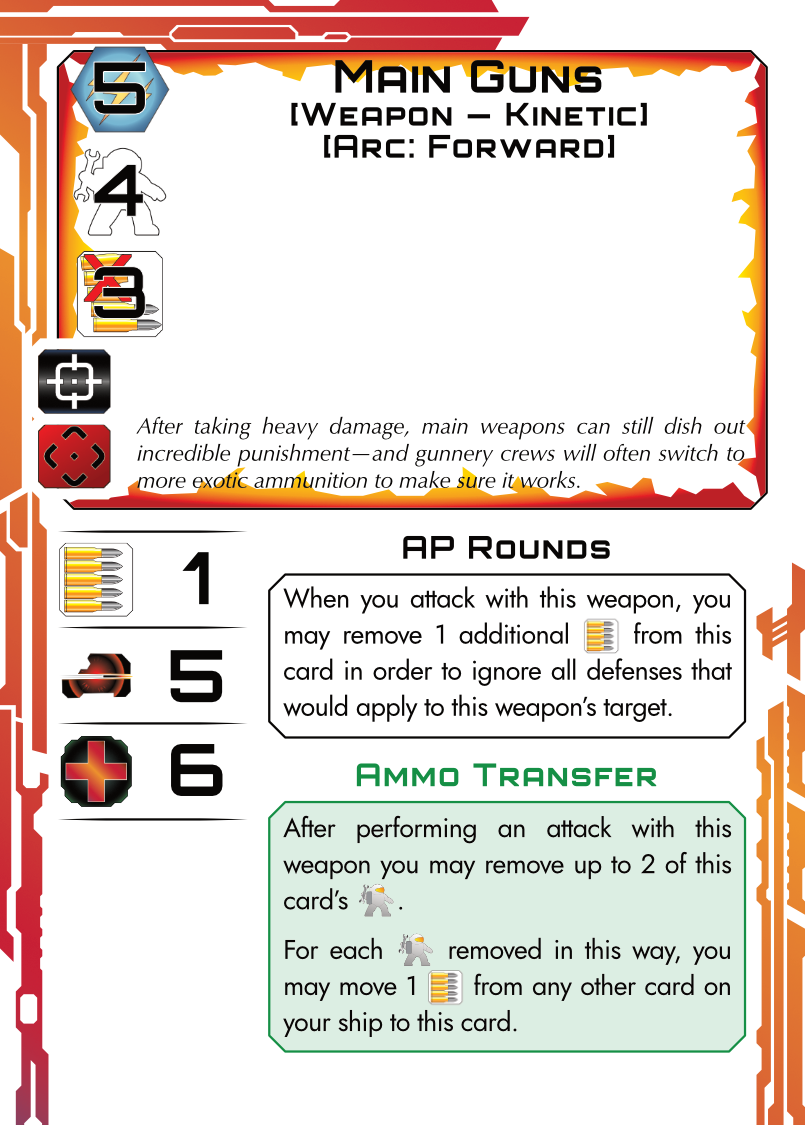 5
Main Guns
[Weapon – Kinetic]
[Arc: Forward]
4
3
After taking heavy damage, main weapons can still dish out
incredible punishment—and gunnery crews will often switch to
more exotic ammunition to make sure it works.
1
5
6
AP Rounds
When you attack with this weapon, you
may remove 1 additional from this
card in order to ignore all defenses that
would apply to this weapon's target.
Ammo Transfer
After performing an attack with this
weapon you may remove up to 2 of this
card's .
For each removed in this way, you
may move 1 from any other card on
your ship to this card.